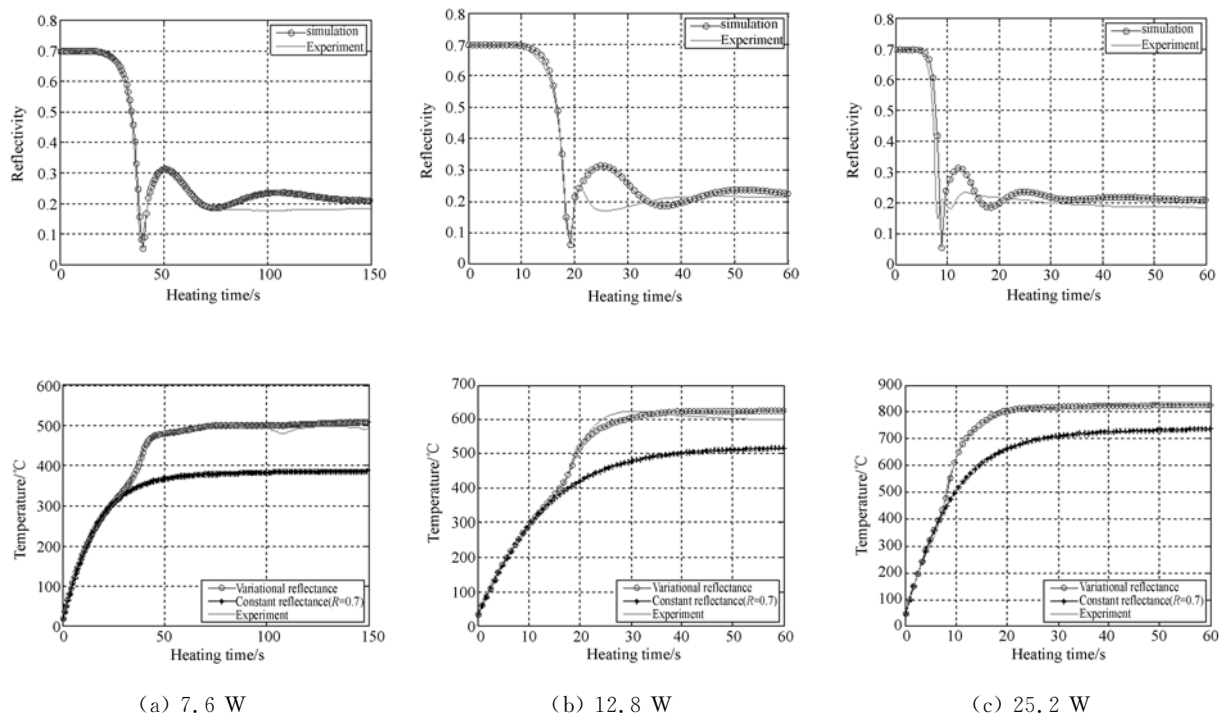 0.8
0.7
0.6
0.5
0.4
0.3
0.2
0.1
0
Reflectivity
simulation
Experiment
0 50 100 150
Heating time/s
0.8
0.7
0.6
0.5
0.4
0.3
0.2
0.1
0.0
Reflectivity
simulation
Experiment
0 10 20 30 40 50 60
Heating time/s
0.8
0.7
0.6
0.5
0.4
0.3
0.2
0.1
0
Reflectivity
simulation
Experiment
0 10 20 30 40 50 60
Heating time/s
600
500
400
300
200
100
0
Temperature/℃
Variational reflectance
Constant reflectance(R=0.7)
Experiment
0 50 100 150
Heating time/s
700
600
500
400
300
200
100
0
Temperature/℃
Variational reflectance
Constant reflectance(R=0.7)
Experiment
0 10 20 30 40 50 60
Heating time/s
900
800
700
600
500
400
300
200
100
0
Temperature/℃
Variational reflectance
Constant reflectance(R=0.7)
Experiment
0 10 20 30 40 50 60
Heating time/s
(a) 7.6 W
(b) 12.8 W
(c) 25.2 W